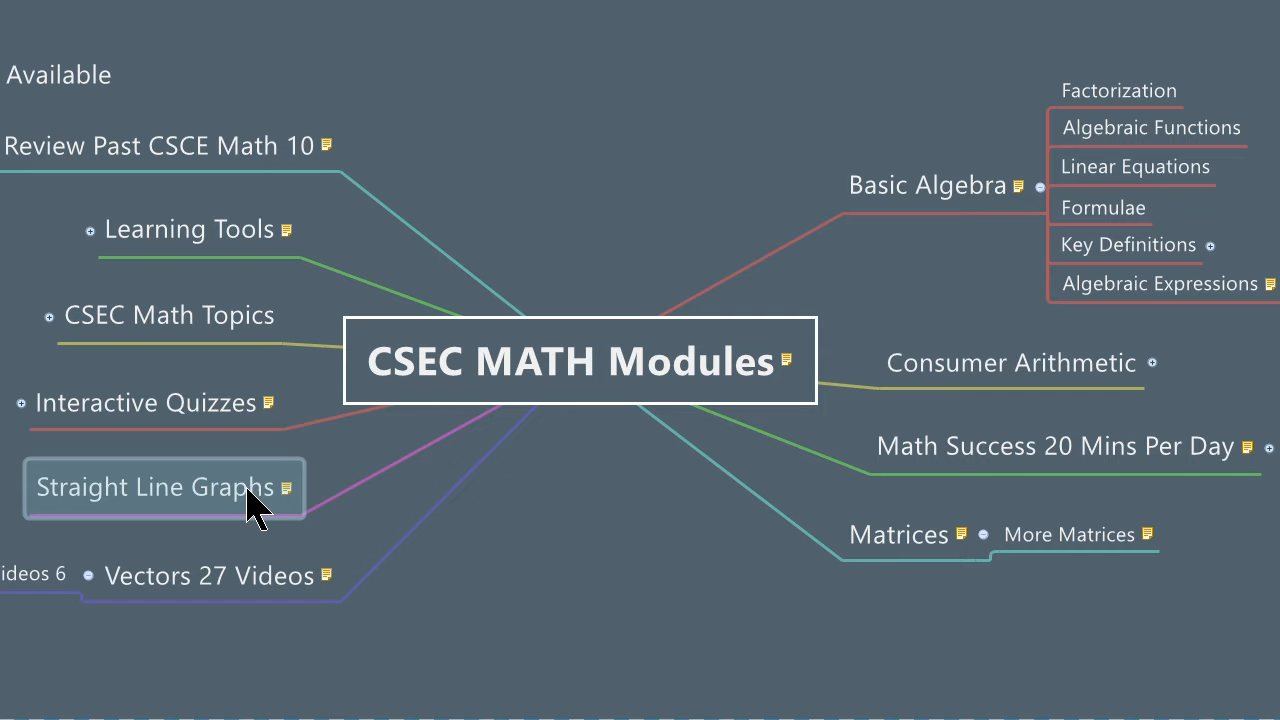 Available
Review Past CSCE Math 10
Learning Tools
CSEC Math Topics
Interactive Quizzes
Straight Line Graphs
Vectors 27 Videos
6
CSEC MATH Modules
Basic Algebra
Factorization
Algebraic Functions
Linear Equations
Formulae
Key Definitions
Algebraic Expressions
Consumer Arithmetic
Math Success 20 Mins Per Day
Matrices
More Matrices